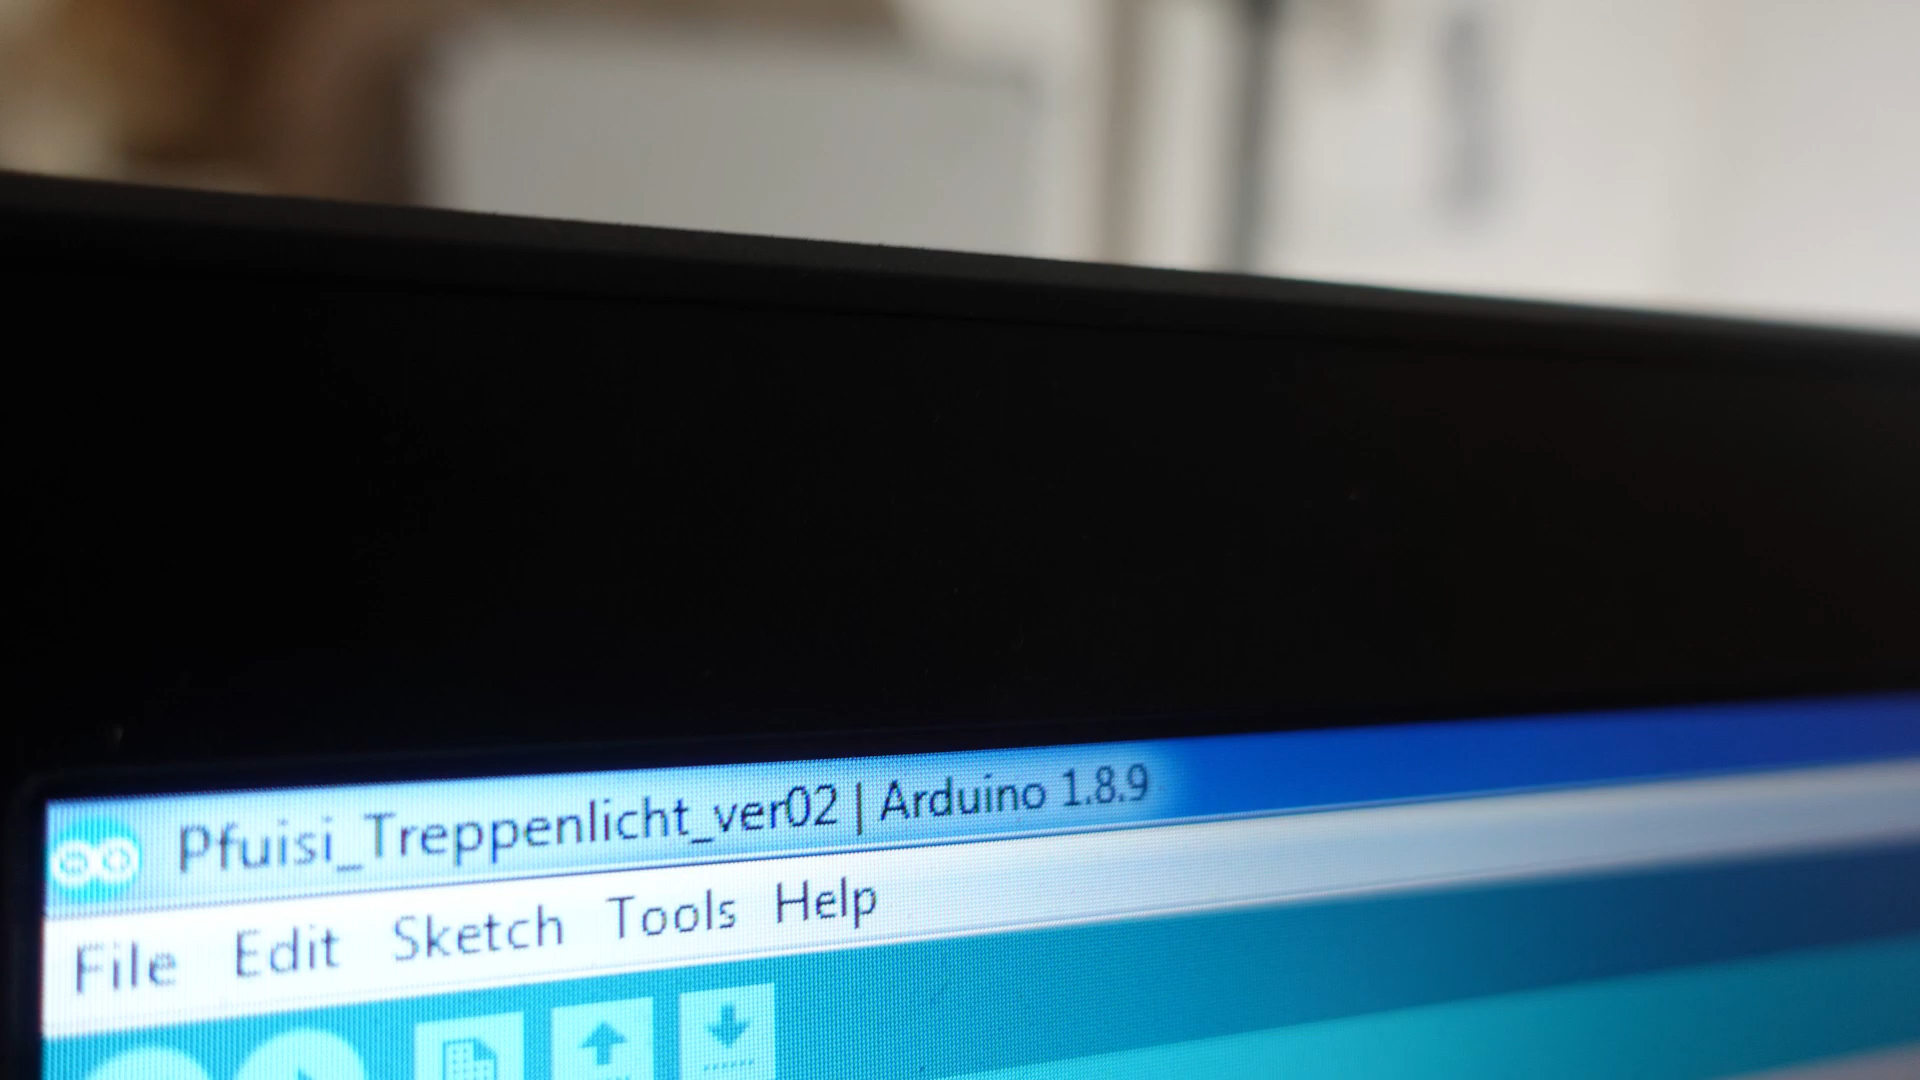 Pfuisi_Treppenlicht_ver02 | Arduino 1.8.9
File Edit Sketch Tools Help